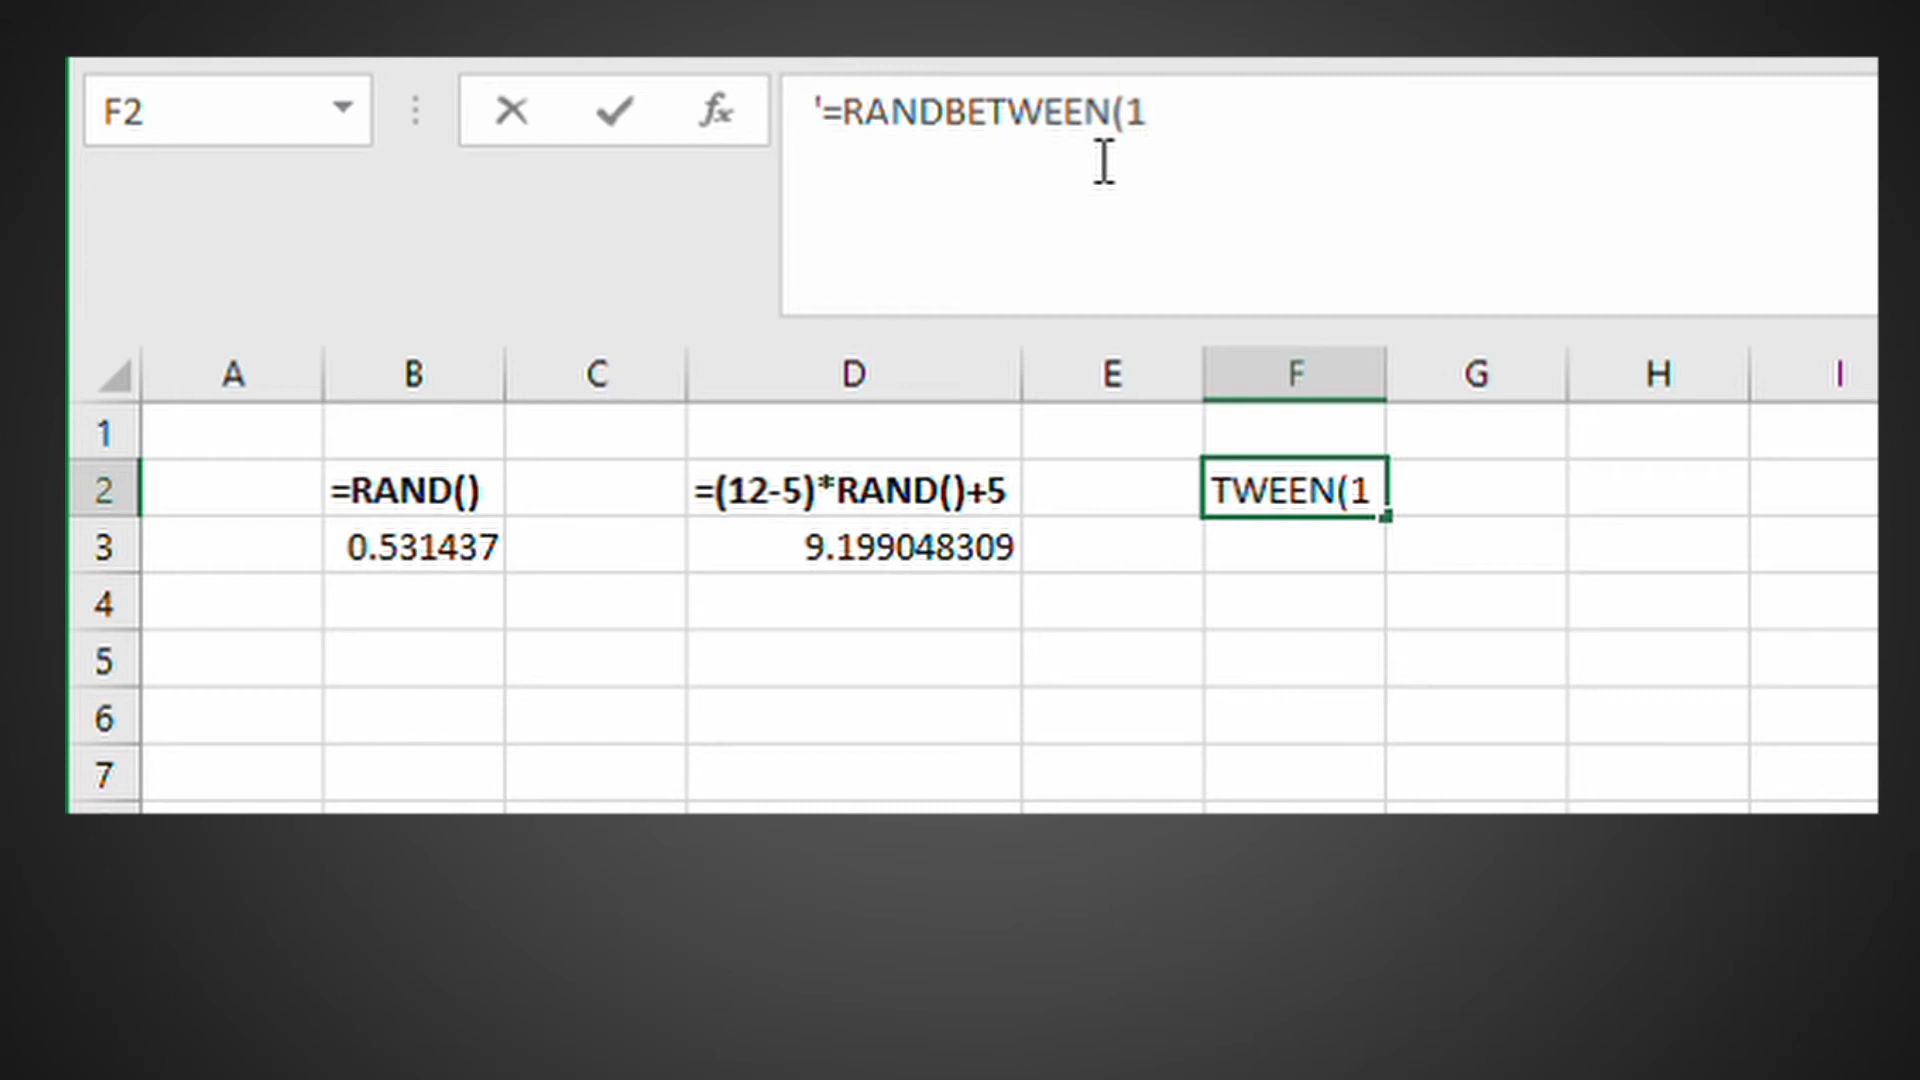 F2 fx '=RANDBETWEEN(1
A B C D E F G H I
1
2 =RAND() =(12-5)*RAND()+5 TWEEN(1
3 0.531437 9.199048309
4
5
6
7